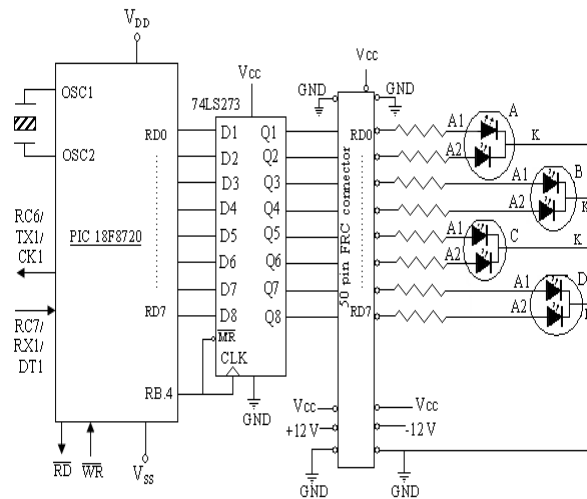 VDD
OSC1
OSC2
PIC 18F8720
RC6/
TX1/
CK1
RC7/
RX1/
DT1
RD
WR
VSS
RD0
RD7
RB.4
74LS273
Vcc
D1 Q1
D2 Q2
D3 Q3
D4 Q4
D5 Q5
D6 Q6
D7 Q7
D8 Q8
MR
CLK
GND
Vcc
GND
GND
RD0
50 pin FRC connector
RD7
Vcc
+12 V
GND
Vcc
-12 V
GND
A
A1
A2
K
B
A1
A2
K
A1
A2
C
K
D
A1
A2